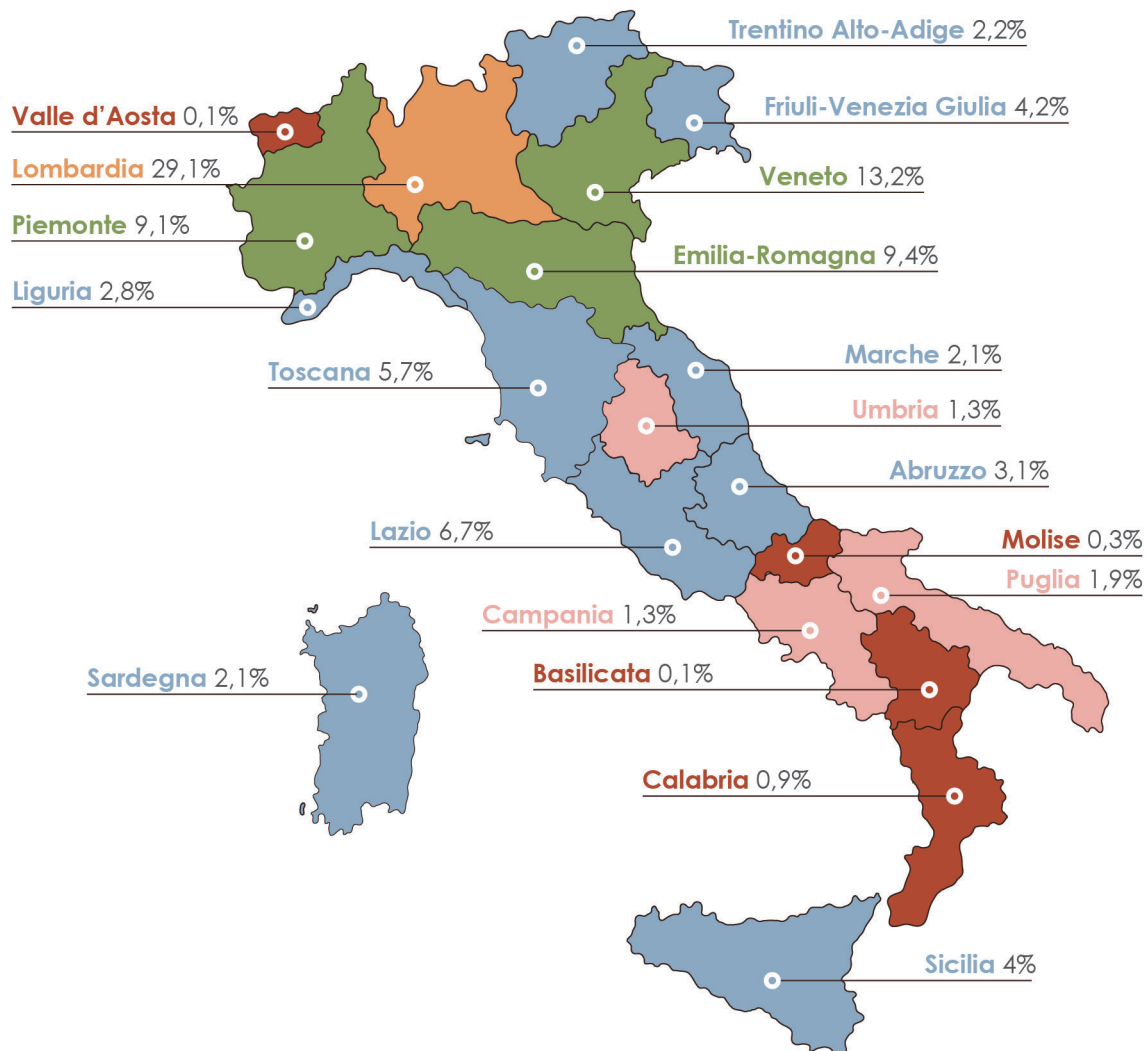 Trentino Alto-Adige 2,2%
Valle d’Aosta 0,1%
Friuli-Venezia Giulia 4,2%
Lombardia 29,1%
Veneto 13,2%
Piemonte 9,1%
Emilia-Romagna 9,4%
Liguria 2,8%
Marche 2,1%
Toscana 5,7%
Umbria 1,3%
Abruzzo 3,1%
Lazio 6,7%
Molise 0,3%
Puglia 1,9%
Campania 1,3%
Sardegna 2,1%
Basilicata 0,1%
Calabria 0,9%
Sicilia 4%